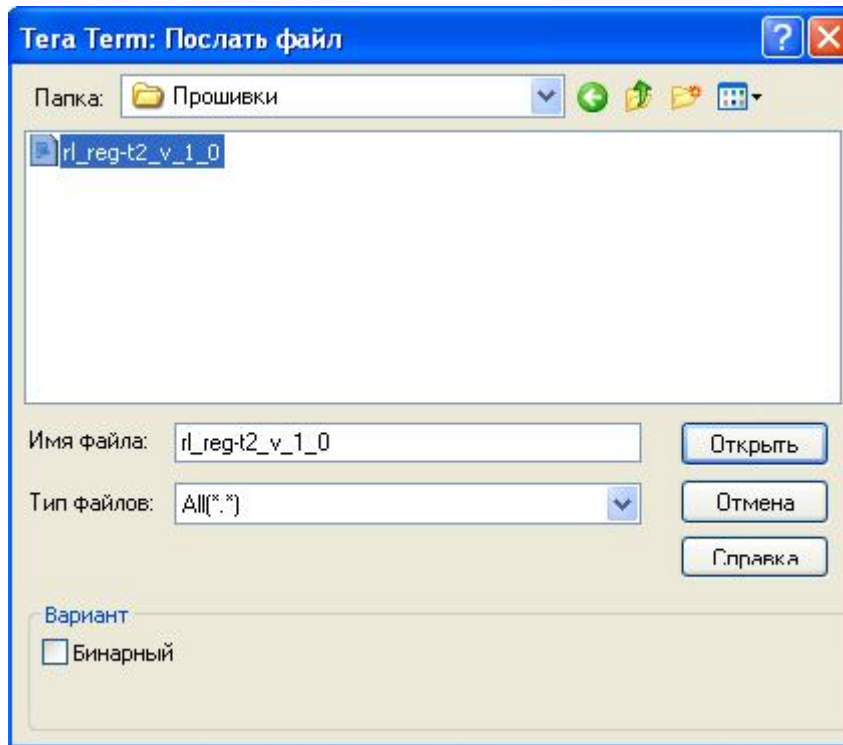 Tera Term: Послать файл
Папка: Прошивки
rl_reg-t2_v_1_0
Имя файла: rl_reg-t2_v_1_0
Открыть
Тип файлов: All(*.*)
Отмена
Справка
Вариант
Бинарный